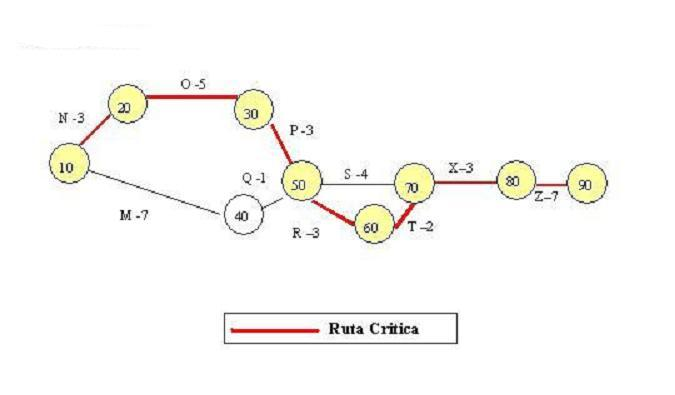 O -5
N -3
20
30
P -3
10
Q -1
S -4
X–3
50
70
80
90
Z–7
M -7
40
R –3
60
T –2
Ruta Critica